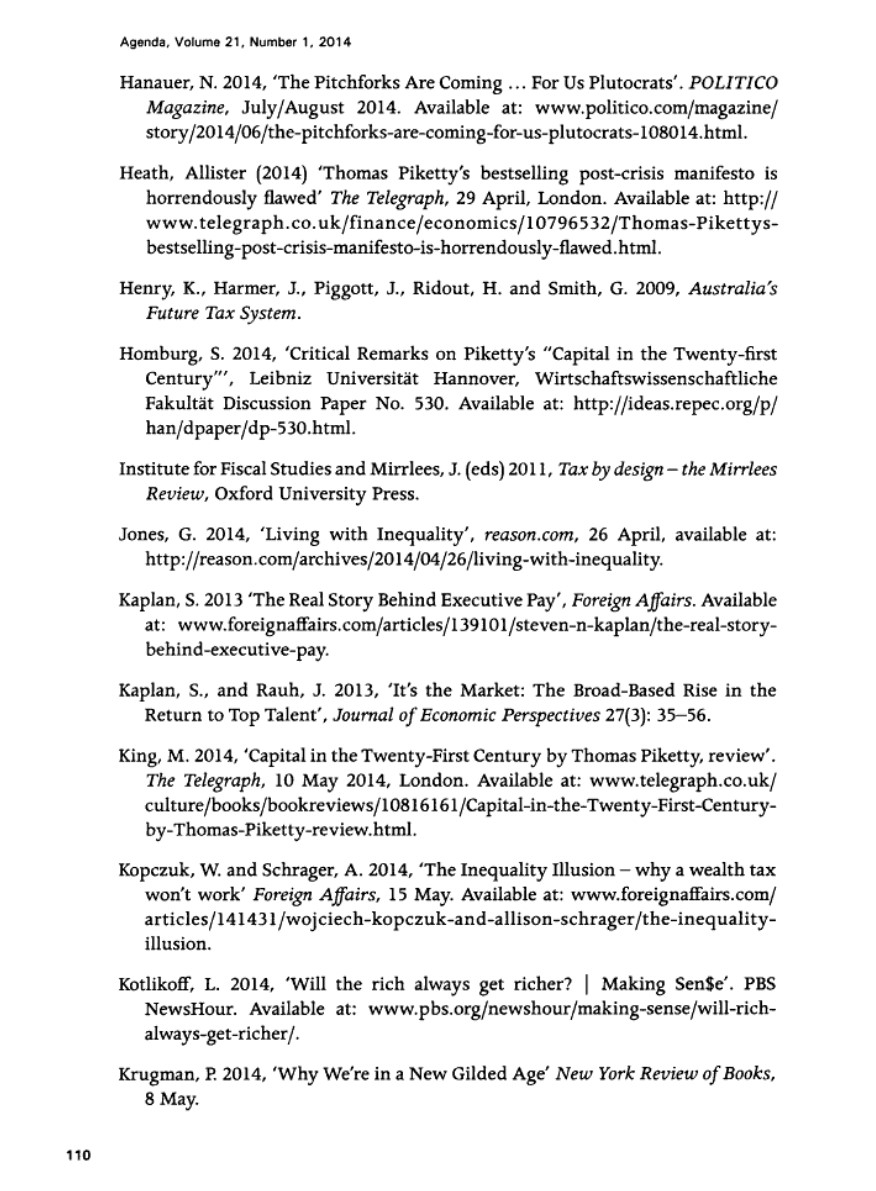 Agenda, Volume 21, Number 1, 2014
Hanauer, N. 2014, ‘The Pitchforks Are Coming … For Us Plutocrats’. POLITICO
Magazine, July/August 2014. Available at: www.politico.com/magazine/
story/2014/06/the-pitchforks-are-coming-for-us-plutocrats-108014.html.
Heath, Allister (2014) ‘Thomas Piketty’s bestselling post-crisis manifesto is
horrendously flawed’ The Telegraph, 29 April, London. Available at: http://
www.telegraph.co.uk/finance/economics/10796532/Thomas-Pikettys-
bestselling-post-crisis-manifesto-is-horrendously-flawed.html.
Henry, K., Harmer, J., Piggott, J., Ridout, H. and Smith, G. 2009, Australia’s
Future Tax System.
Homburg, S. 2014, ‘Critical Remarks on Piketty’s “Capital in the Twenty-first
Century”’, Leibniz Universität Hannover, Wirtschaftswissenschaftliche
Fakultät Discussion Paper No. 530. Available at: http://ideas.repec.org/p/
han/dpaper/dp-530.html.
Institute for Fiscal Studies and Mirrlees, J. (eds) 2011, Tax by design – the Mirrlees
Review, Oxford University Press.
Jones, G. 2014, ‘Living with Inequality’, reason.com, 26 April, available at:
http://reason.com/archives/2014/04/26/living-with-inequality.
Kaplan, S. 2013 ‘The Real Story Behind Executive Pay’, Foreign Affairs. Available
at: www.foreignaffairs.com/articles/139101/steven-n-kaplan/the-real-story-
behind-executive-pay.
Kaplan, S., and Rauh, J. 2013, ‘It’s the Market: The Broad-Based Rise in the
Return to Top Talent’, Journal of Economic Perspectives 27(3): 35–56.
King, M. 2014, ‘Capital in the Twenty-First Century by Thomas Piketty, review’.
The Telegraph, 10 May 2014, London. Available at: www.telegraph.co.uk/
culture/books/bookreviews/10816161/Capital-in-the-Twenty-First-Century-
by-Thomas-Piketty-review.html.
Kopczuk, W. and Schrager, A. 2014, ‘The Inequality Illusion – why a wealth tax
won’t work’ Foreign Affairs, 15 May. Available at: www.foreignaffairs.com/
articles/141431/wojciech-kopczuk-and-allison-schrager/the-inequality-
illusion.
Kotlikoff, L. 2014, ‘Will the rich always get richer? | Making Sen$e’. PBS
NewsHour. Available at: www.pbs.org/newshour/making-sense/will-rich-
always-get-richer/.
Krugman, P. 2014, ‘Why We’re in a New Gilded Age’ New York Review of Books,
8 May.
110